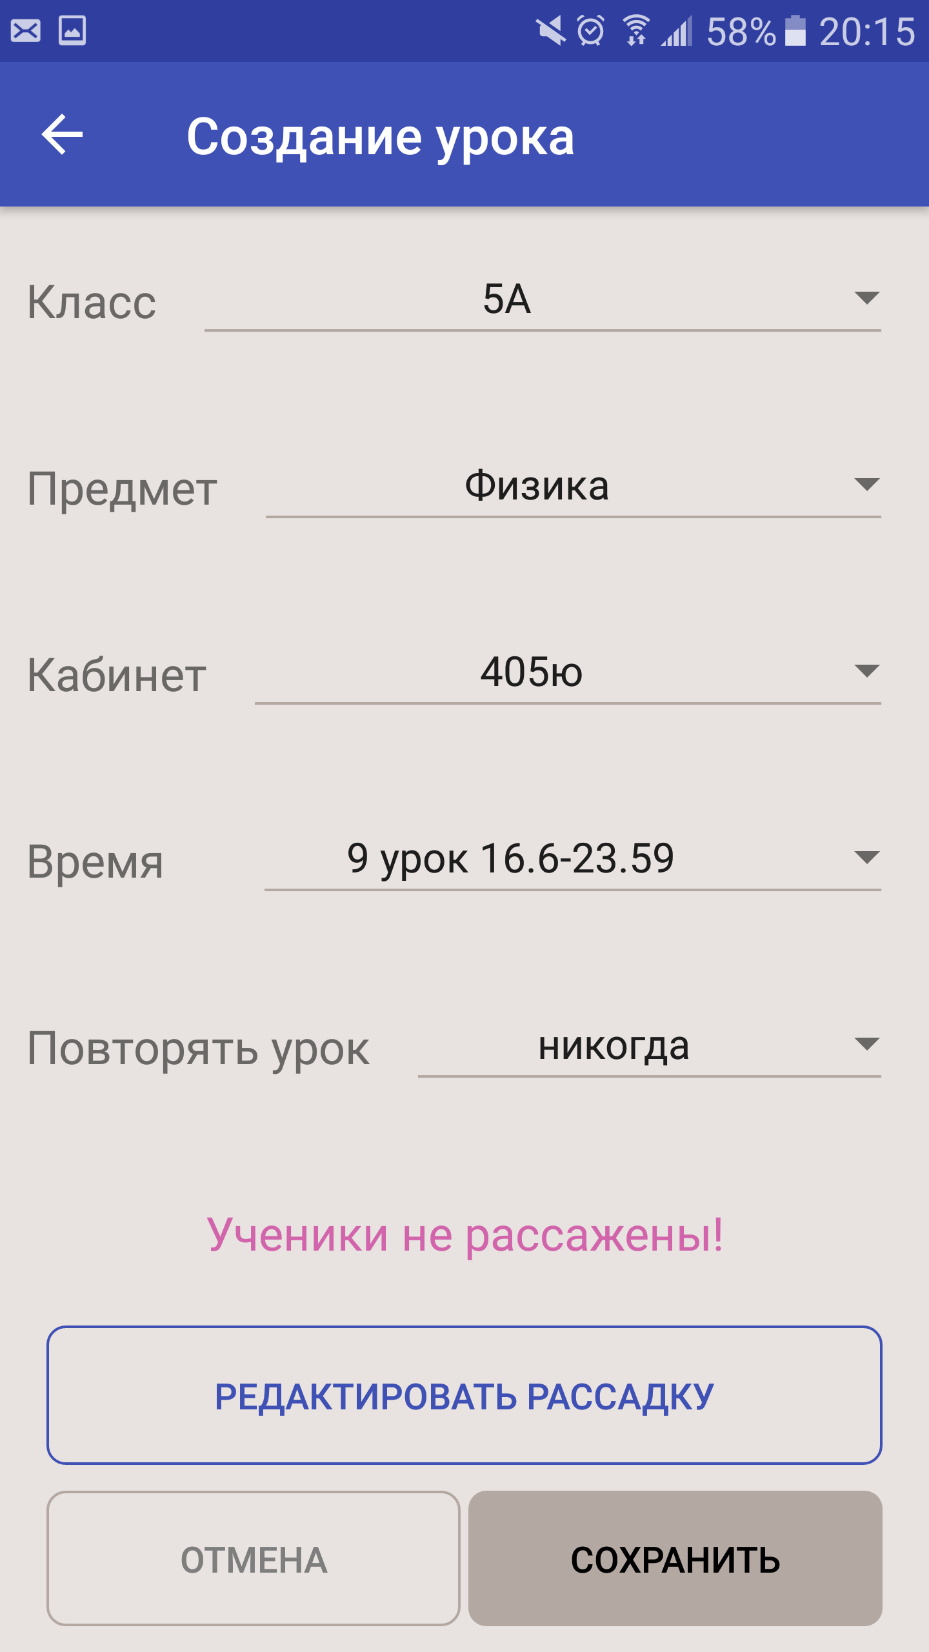 58% 20:15
Создание урока
Класс 5А
Предмет Физика
Кабинет 405ю
Время 9 урок 16.6-23.59
Повторять урок никогда
Ученики не рассажены!
РЕДАКТИРОВАТЬ РАССАДКУ
ОТМЕНА СОХРАНИТЬ